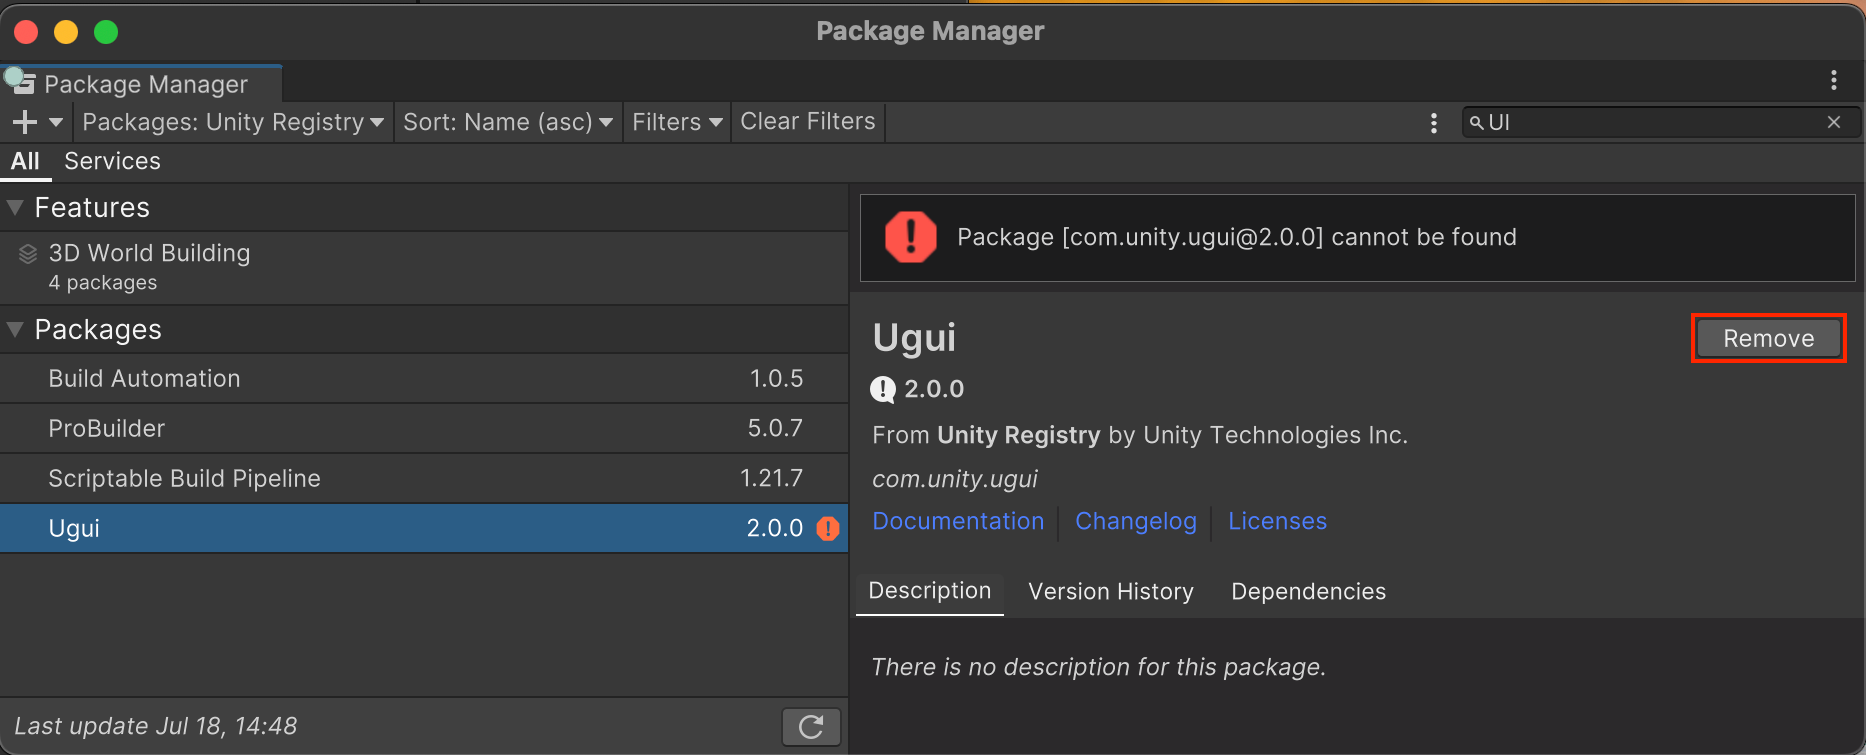 Package Manager
Package Manager
Packages: Unity Registry Sort: Name (asc) Filters Clear Filters UI
All Services
Features
3D World Building
4 packages
Packages
Build Automation 1.0.5
ProBuilder 5.0.7
Scriptable Build Pipeline 1.21.7
Ugui 2.0.0
Last update Jul 18, 14:48
Package [com.unity.ugui@2.0.0] cannot be found
Ugui Remove
2.0.0
From Unity Registry by Unity Technologies Inc.
com.unity.ugui
Documentation Changelog Licenses
Description Version History Dependencies
There is no description for this package.